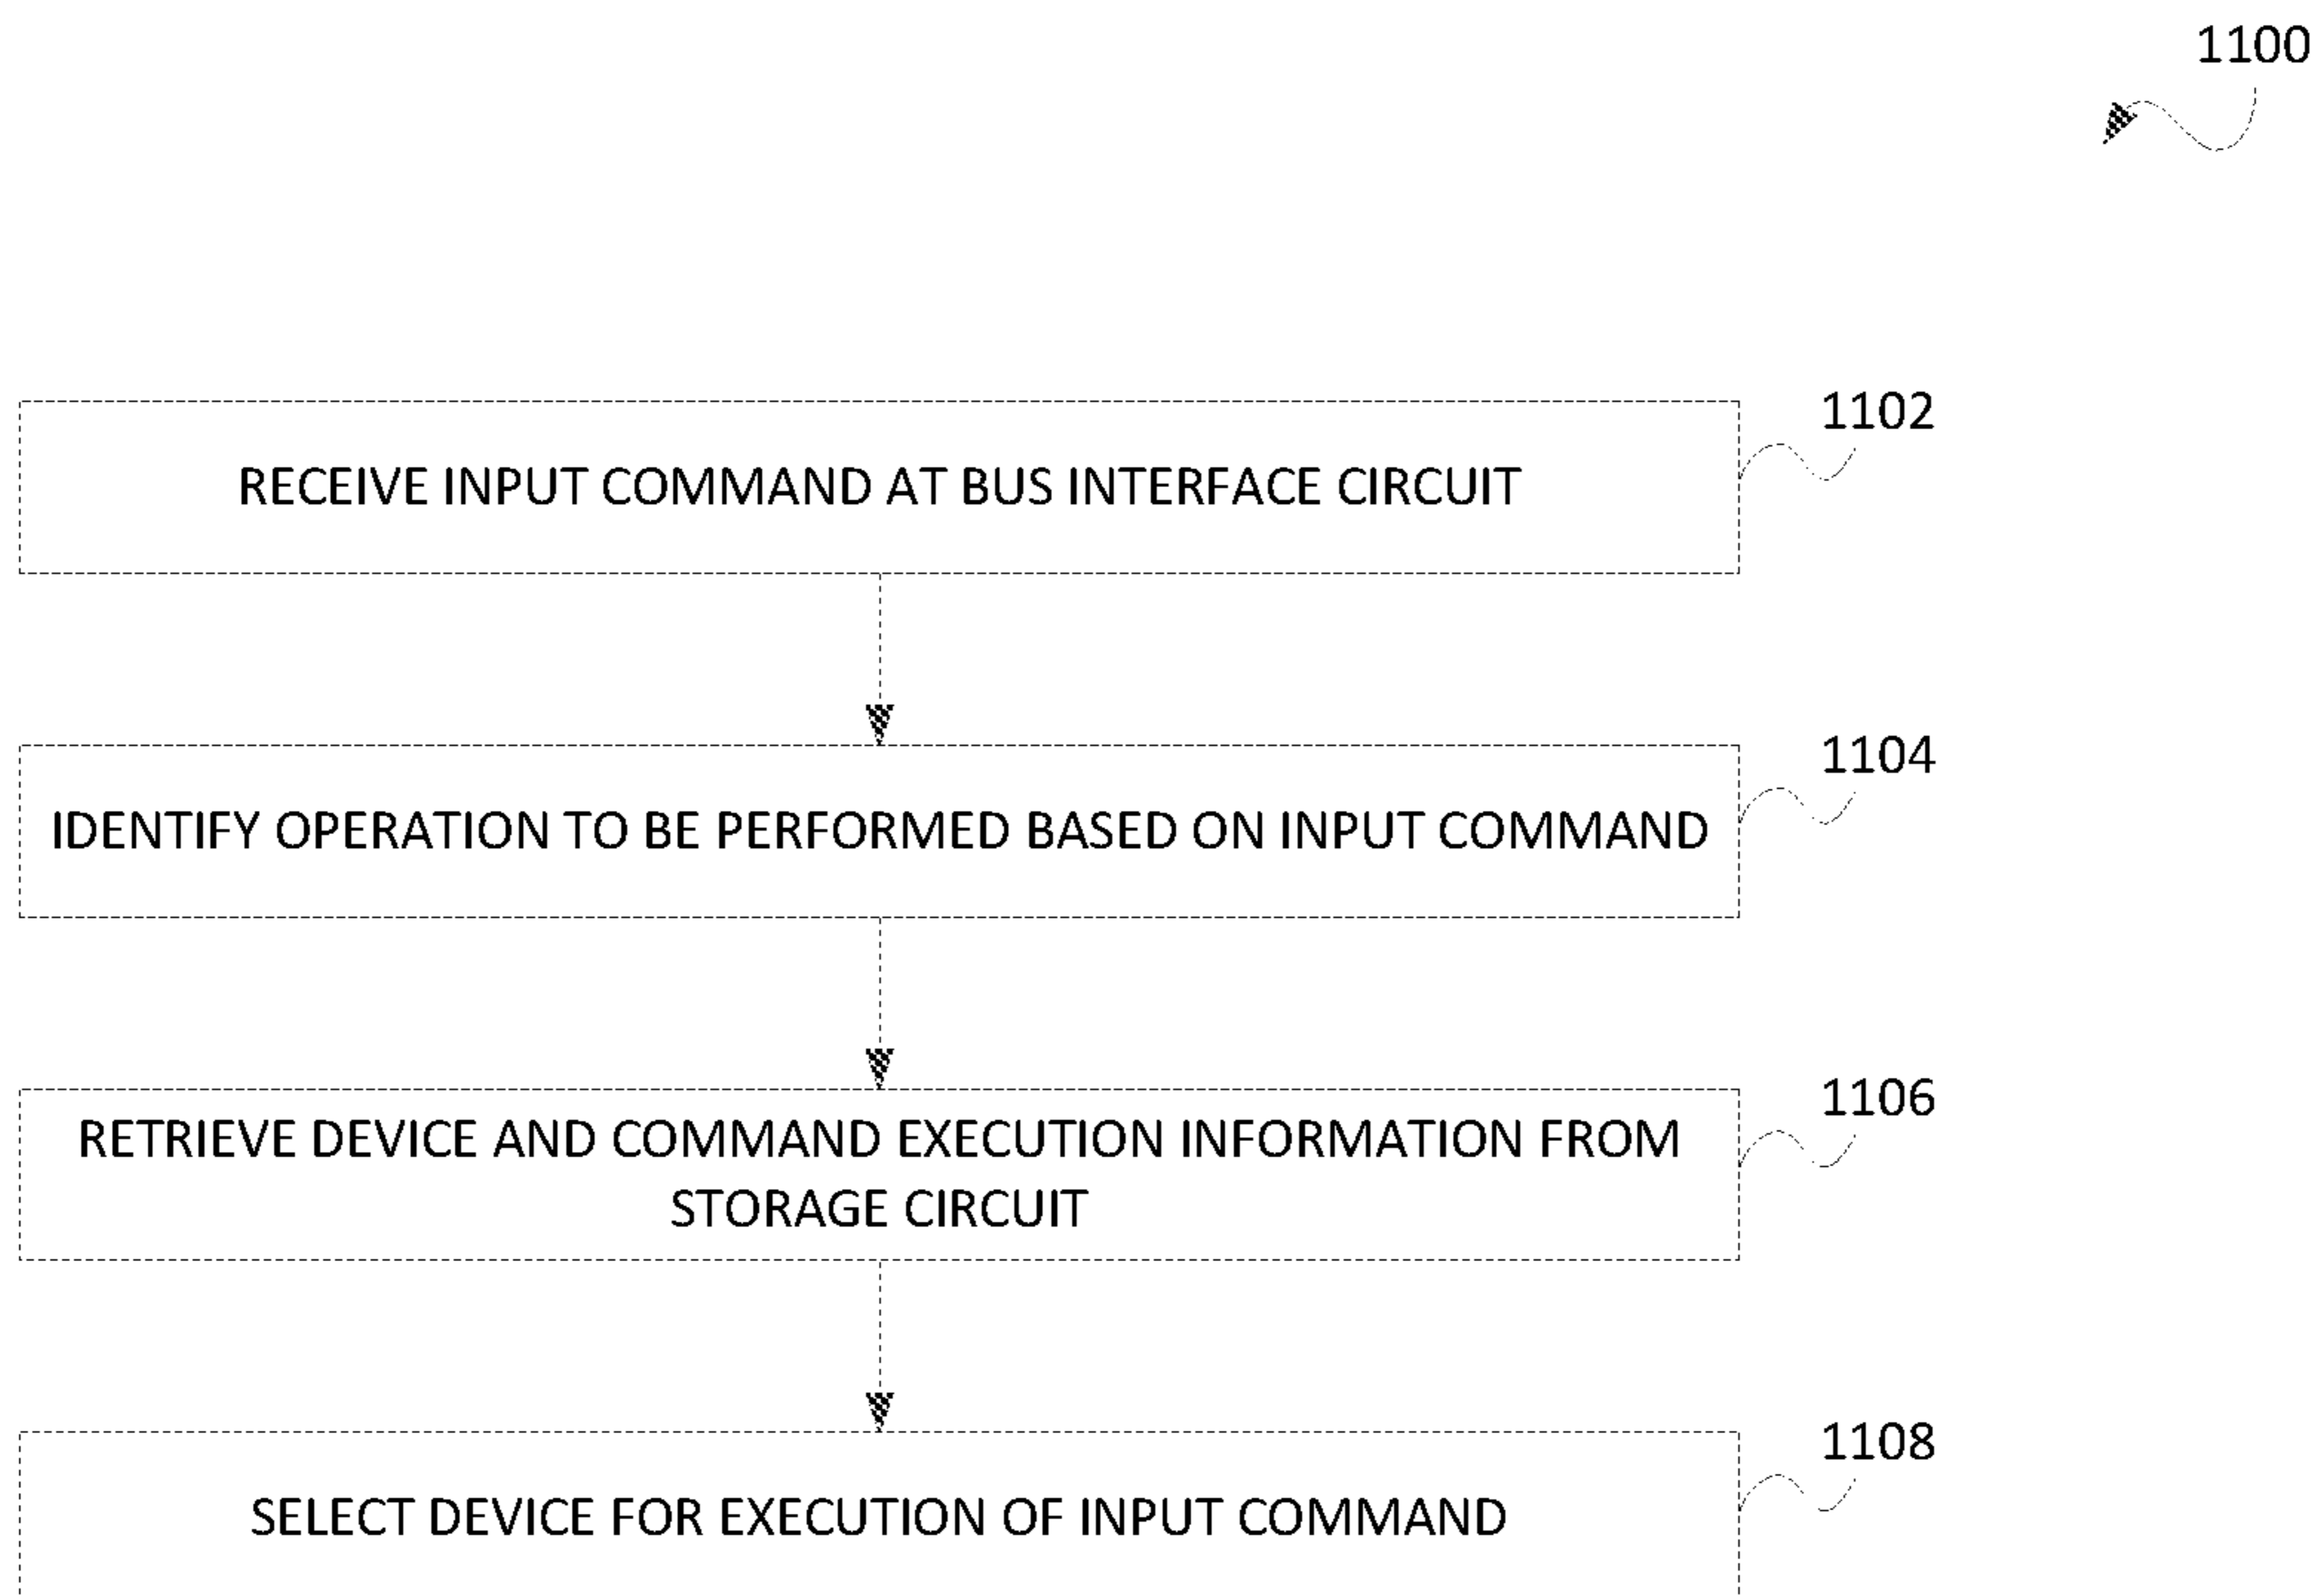 1100
1102
RECEIVE INPUT COMMAND AT BUS INTERFACE CIRCUIT
1104
IDENTIFY OPERATION TO BE PERFORMED BASED ON INPUT COMMAND
1106
RETRIEVE DEVICE AND COMMAND EXECUTION INFORMATION FROM
STORAGE CIRCUIT
1108
SELECT DEVICE FOR EXECUTION OF INPUT COMMAND